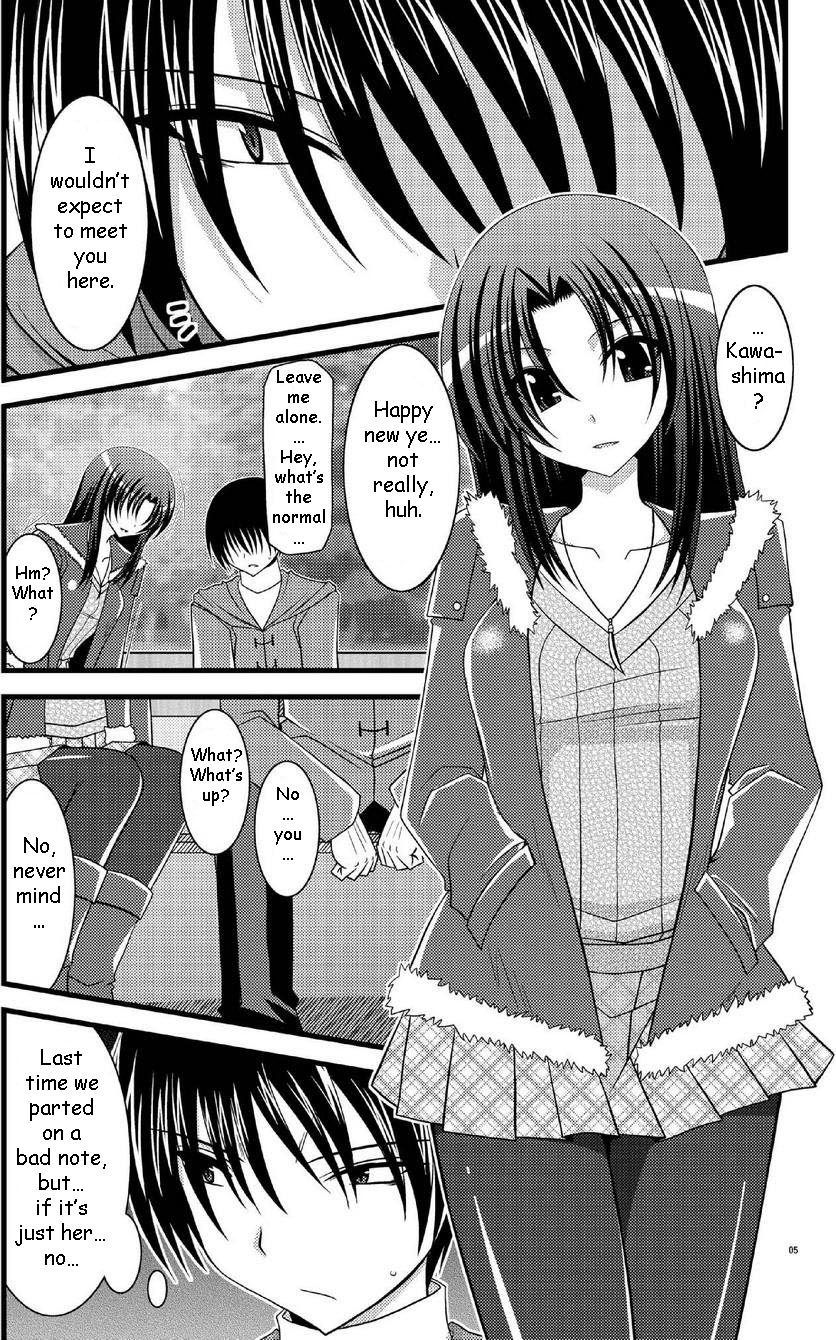 ...
Kawa-
shima
?
I
wouldn't
expect
to meet
you
here.
Happy
new ye...
not
really,
huh.
Leave
me
alone.
...
Hey,
what's
the
normal
...
Hm?
What
?
No
...
you
...
What?
What's
up?
No,
never
mind
...
Last
time we
parted
on a
bad note,
but...
if it's
just her...
no...
05